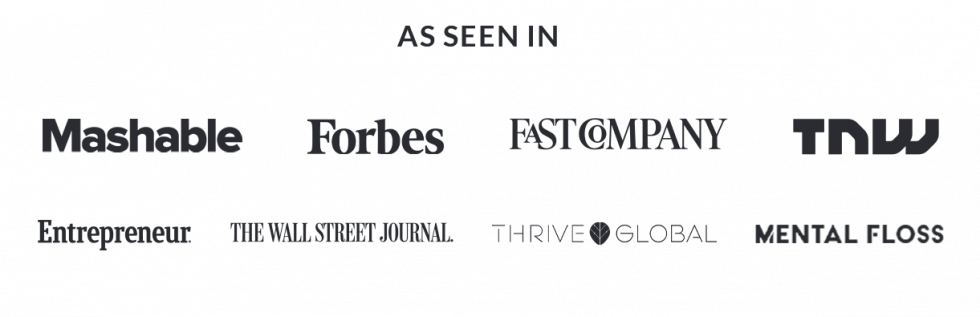 AS SEEN IN
Mashable Forbes FAST COMPANY TNW
Entrepreneur. THE WALL STREET JOURNAL. THRIVE GLOBAL MENTAL FLOSS